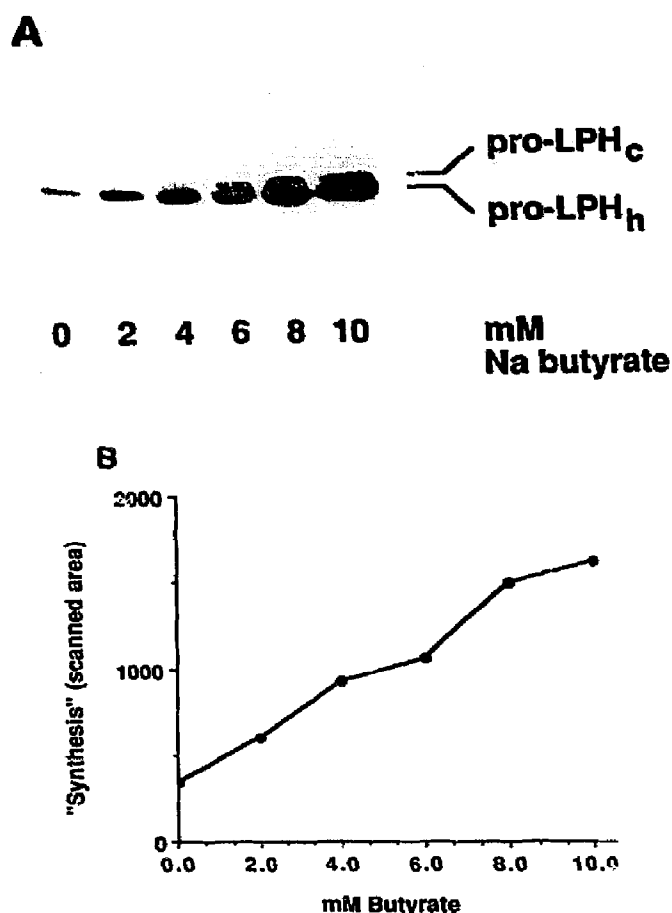 A
pro-LPHc
pro-LPHh
0 2 4 6 8 10 mM
Na butyrate
B
2000
1000
0
"Synthesis" (scanned area)
0.0 2.0 4.0 6.0 8.0 10.0
mM Butyrate